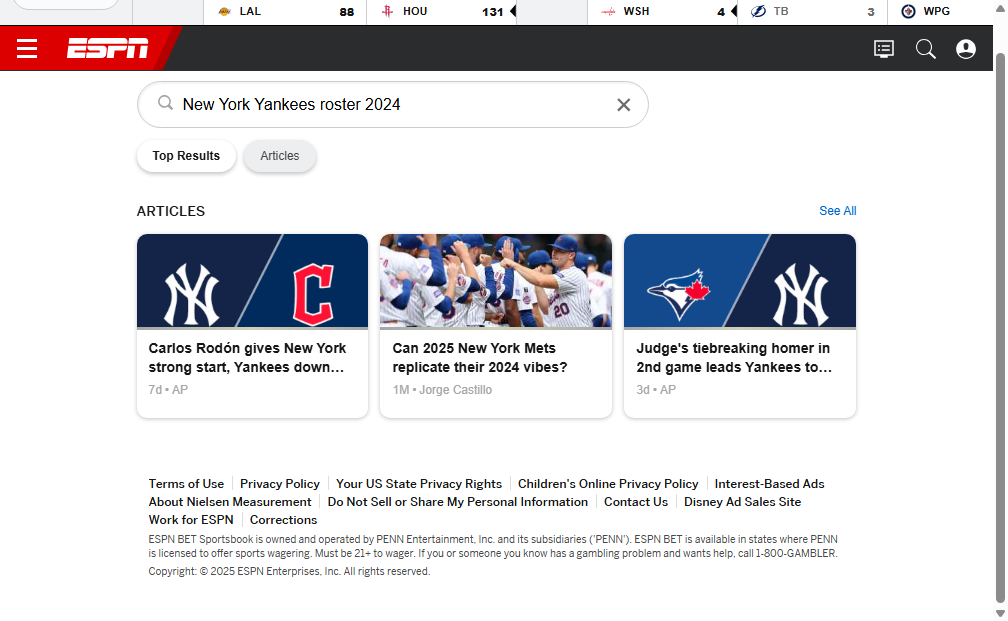 LAL 88 HOU 131 WSH 4 TB 3 WPG
ESPN
New York Yankees roster 2024
Top Results Articles
ARTICLES See All
Carlos Rodón gives New York
strong start, Yankees down...
7d • AP
Can 2025 New York Mets
replicate their 2024 vibes?
1M • Jorge Castillo
Judge's tiebreaking homer in
2nd game leads Yankees to...
3d • AP
20
Terms of Use Privacy Policy Your US State Privacy Rights Children's Online Privacy Policy Interest-Based Ads
About Nielsen Measurement Do Not Sell or Share My Personal Information Contact Us Disney Ad Sales Site
Work for ESPN Corrections
ESPN BET Sportsbook is owned and operated by PENN Entertainment, Inc. and its subsidiaries ('PENN'). ESPN BET is available in states where PENN
is licensed to offer sports wagering. Must be 21+ to wager. If you or someone you know has a gambling problem and wants help, call 1-800-GAMBLER.
Copyright: © 2025 ESPN Enterprises, Inc. All rights reserved.